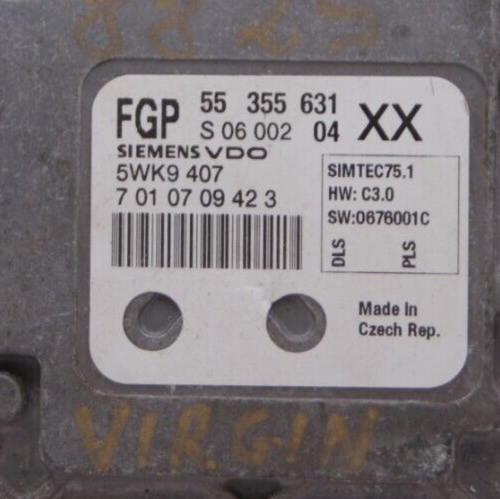 8823
FGP 55 355 631 XX
S 06 002 04
SIEMENS VDO
5WK9 407
7 01 07 09 42 3
SIMTEC75.1
HW: C3.0
SW:0676001C
DLS PLS
Made In
Czech Rep.
VIRGIN